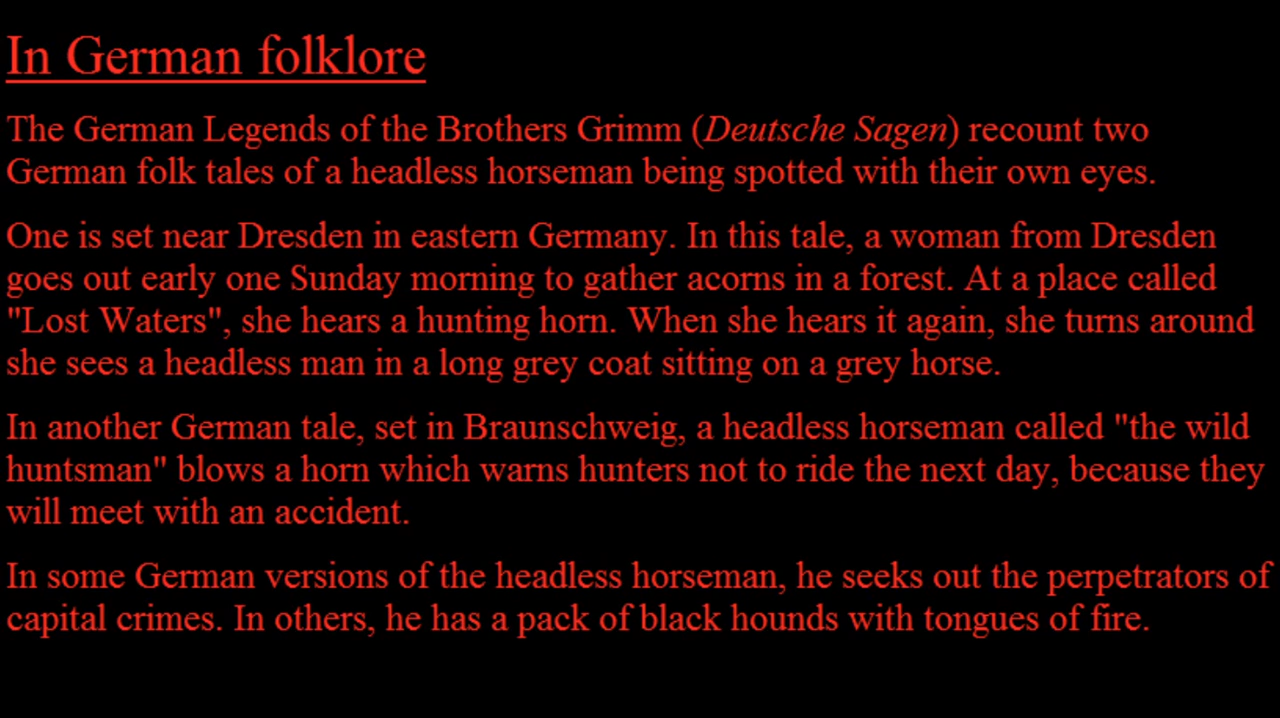 In German folklore
The German Legends of the Brothers Grimm (Deutsche Sagen) recount two
German folk tales of a headless horseman being spotted with their own eyes.
One is set near Dresden in eastern Germany. In this tale, a woman from Dresden
goes out early one Sunday morning to gather acorns in a forest. At a place called
"Lost Waters", she hears a hunting horn. When she hears it again, she turns around
she sees a headless man in a long grey coat sitting on a grey horse.
In another German tale, set in Braunschweig, a headless horseman called "the wild
huntsman" blows a horn which warns hunters not to ride the next day, because they
will meet with an accident.
In some German versions of the headless horseman, he seeks out the perpetrators of
capital crimes. In others, he has a pack of black hounds with tongues of fire.